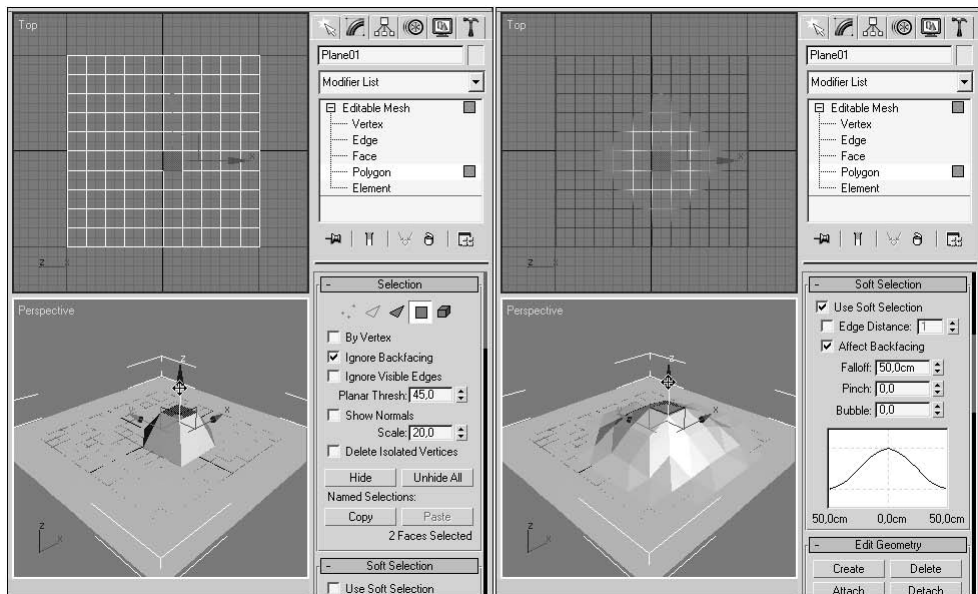 Top
Plane01
Modifier List
Editable Mesh
Vertex
Edge
Face
Polygon
Element
z
x
Selection
By Vertex
Ignore Backfacing
Ignore Visible Edges
Planar Thresh: 45,0
Show Normals
Scale: 20,0
Delete Isolated Vertices
Hide Unhide All
Named Selections:
Copy Paste
2 Faces Selected
Soft Selection
Use Soft Selection
Perspective
z
x
z
x
Top
Plane01
Modifier List
Editable Mesh
Vertex
Edge
Face
Polygon
Element
z
x
Soft Selection
Use Soft Selection
Edge Distance: 1
Affect Backfacing
Falloff: 50,0cm
Pinch: 0,0
Bubble: 0,0
50,0cm 0,0cm 50,0cm
Edit Geometry
Create Delete
Attach Detach
Perspective
z
x
z
x